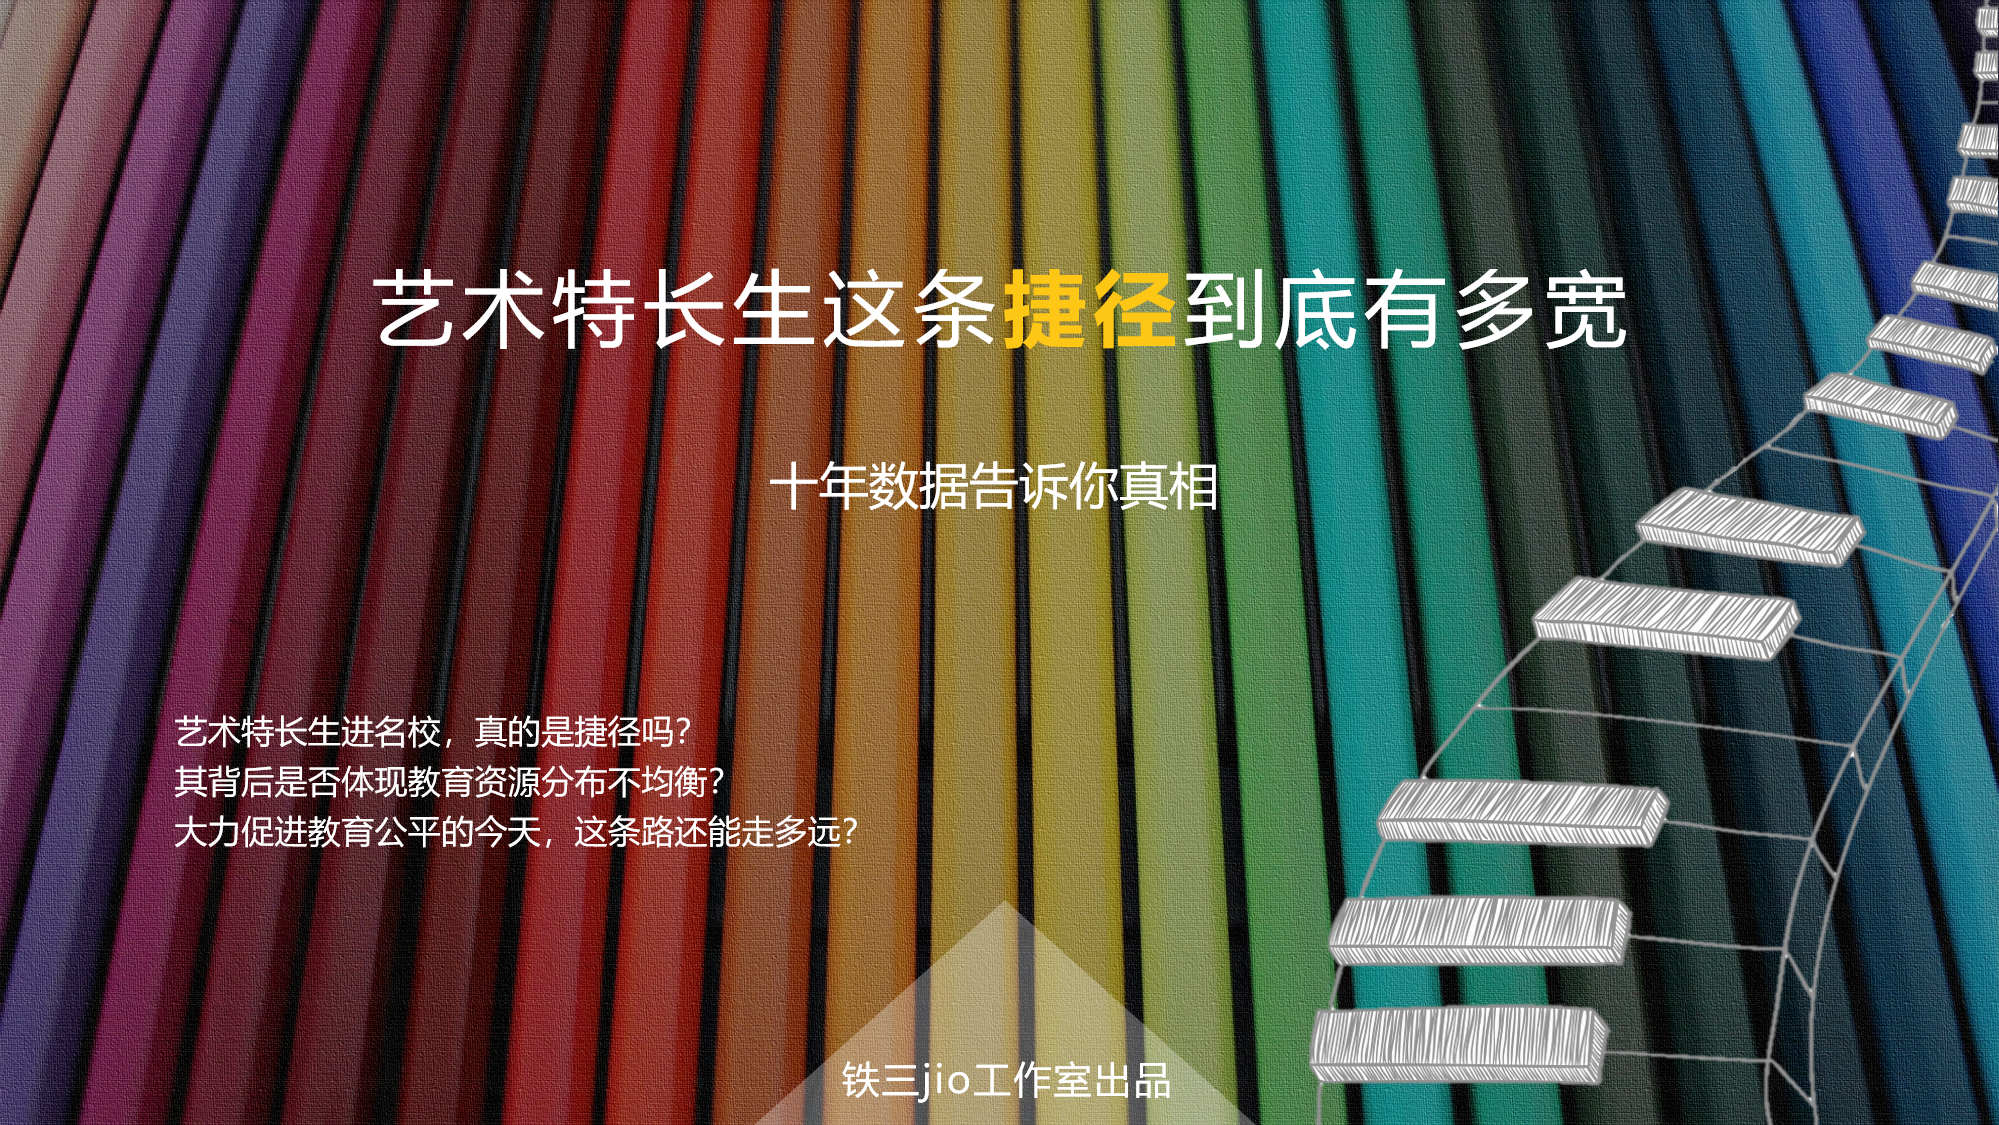 艺术特长生这条捷径到底有多宽
十年数据告诉你真相
艺术特长生进名校，真的是捷径吗？
其背后是否体现教育资源分布不均衡？
大力促进教育公平的今天，这条路还能走多远？
铁三jio工作室出品